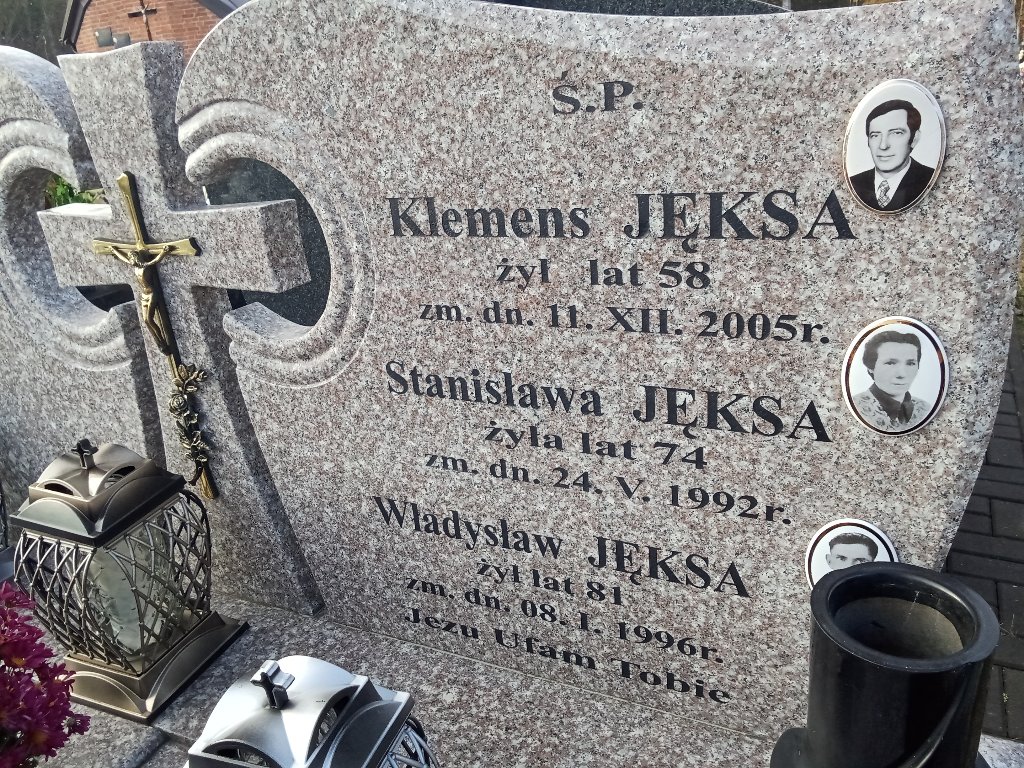 Ś.P.
Klemens JĘKSA
żył lat 58
zm. dn. 11. XII. 2005r.
Stanisława JĘKSA
żyła lat 74
zm. dn. 24. V. 1992r.
Władysław JĘKSA
żył lat 81
zm. dn. 08. I. 1996r.
Jezu Ufam Tobie